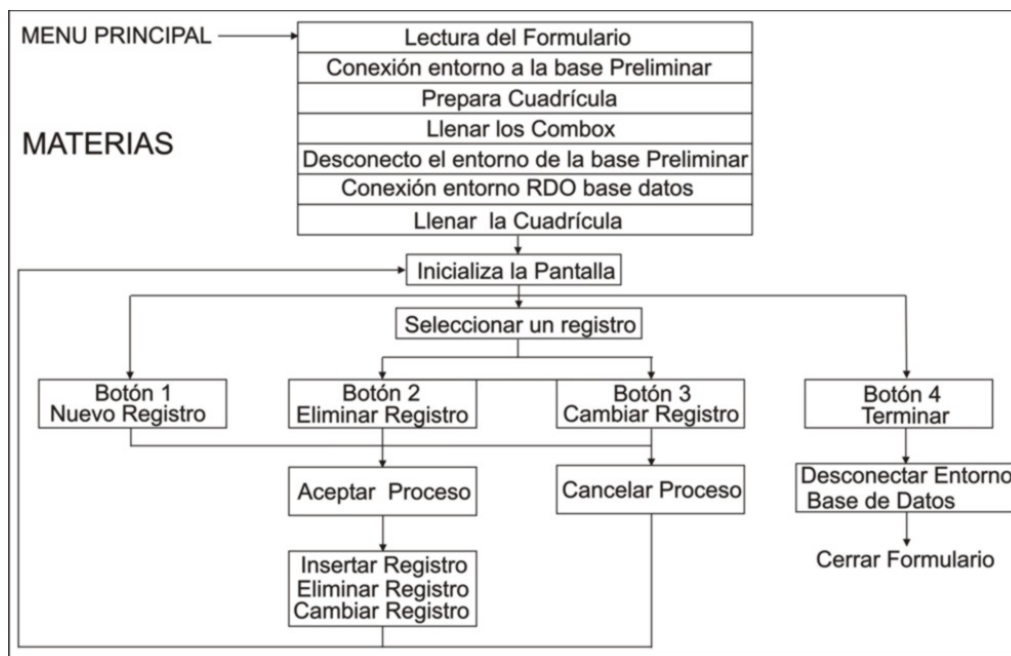 MENU PRINCIPAL
Lectura del Formulario
Conexión entorno a la base Preliminar
Prepara Cuadrícula
MATERIAS
Llenar los Combox
Desconecto el entorno de la base Preliminar
Conexión entorno RDO base datos
Llenar la Cuadrícula
Inicializa la Pantalla
Seleccionar un registro
Botón 1
Nuevo Registro
Botón 2
Eliminar Registro
Botón 3
Cambiar Registro
Botón 4
Terminar
Aceptar Proceso
Cancelar Proceso
Desconectar Entorno
Base de Datos
Insertar Registro
Eliminar Registro
Cambiar Registro
Cerrar Formulario